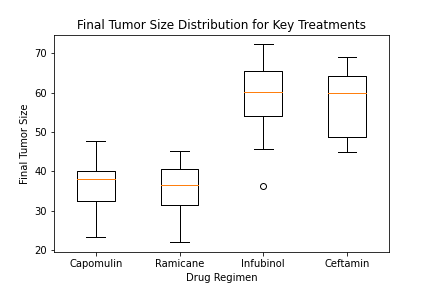 Final Tumor Size Distribution for Key Treatments
Final Tumor Size
70
60
50
40
30
20
Capomulin Ramicane Infubinol Ceftamin
Drug Regimen